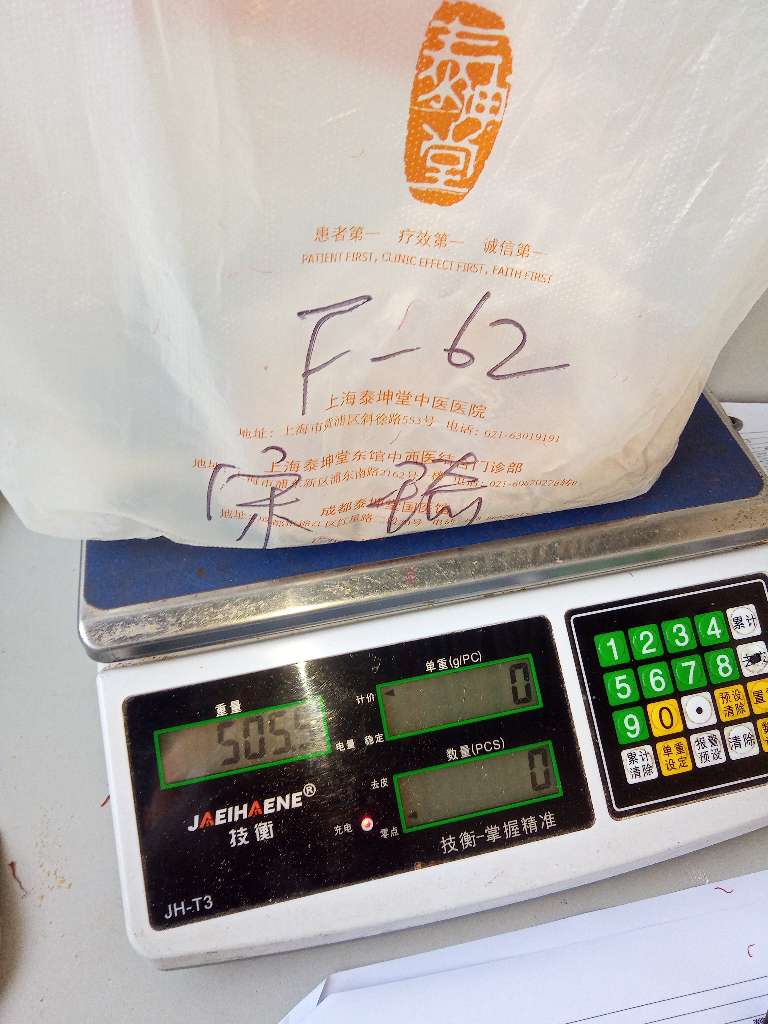 泰坤堂
患者第一 疗效第一 诚信第一
PATIENT FIRST, CLINIC EFFECT FIRST, FAITH FIRST
F-62
上海泰坤堂中医医院
地址：上海市黄浦区斜徐路553号 电话：021-63019191
上海泰坤堂东馆中西医结合门诊部
宋
单重(g/PC)
重量
计价
0
505.5
电量 稳定
数量(PCS)
去皮
0
JAEIHAENE®
技衡
充电
零点
技衡-掌握精准
JH-T3
1 2 3 4 累计
5 6 7 8 去皮
9 0 • 预设清除
累计清除 单重设定 报警预设 清除